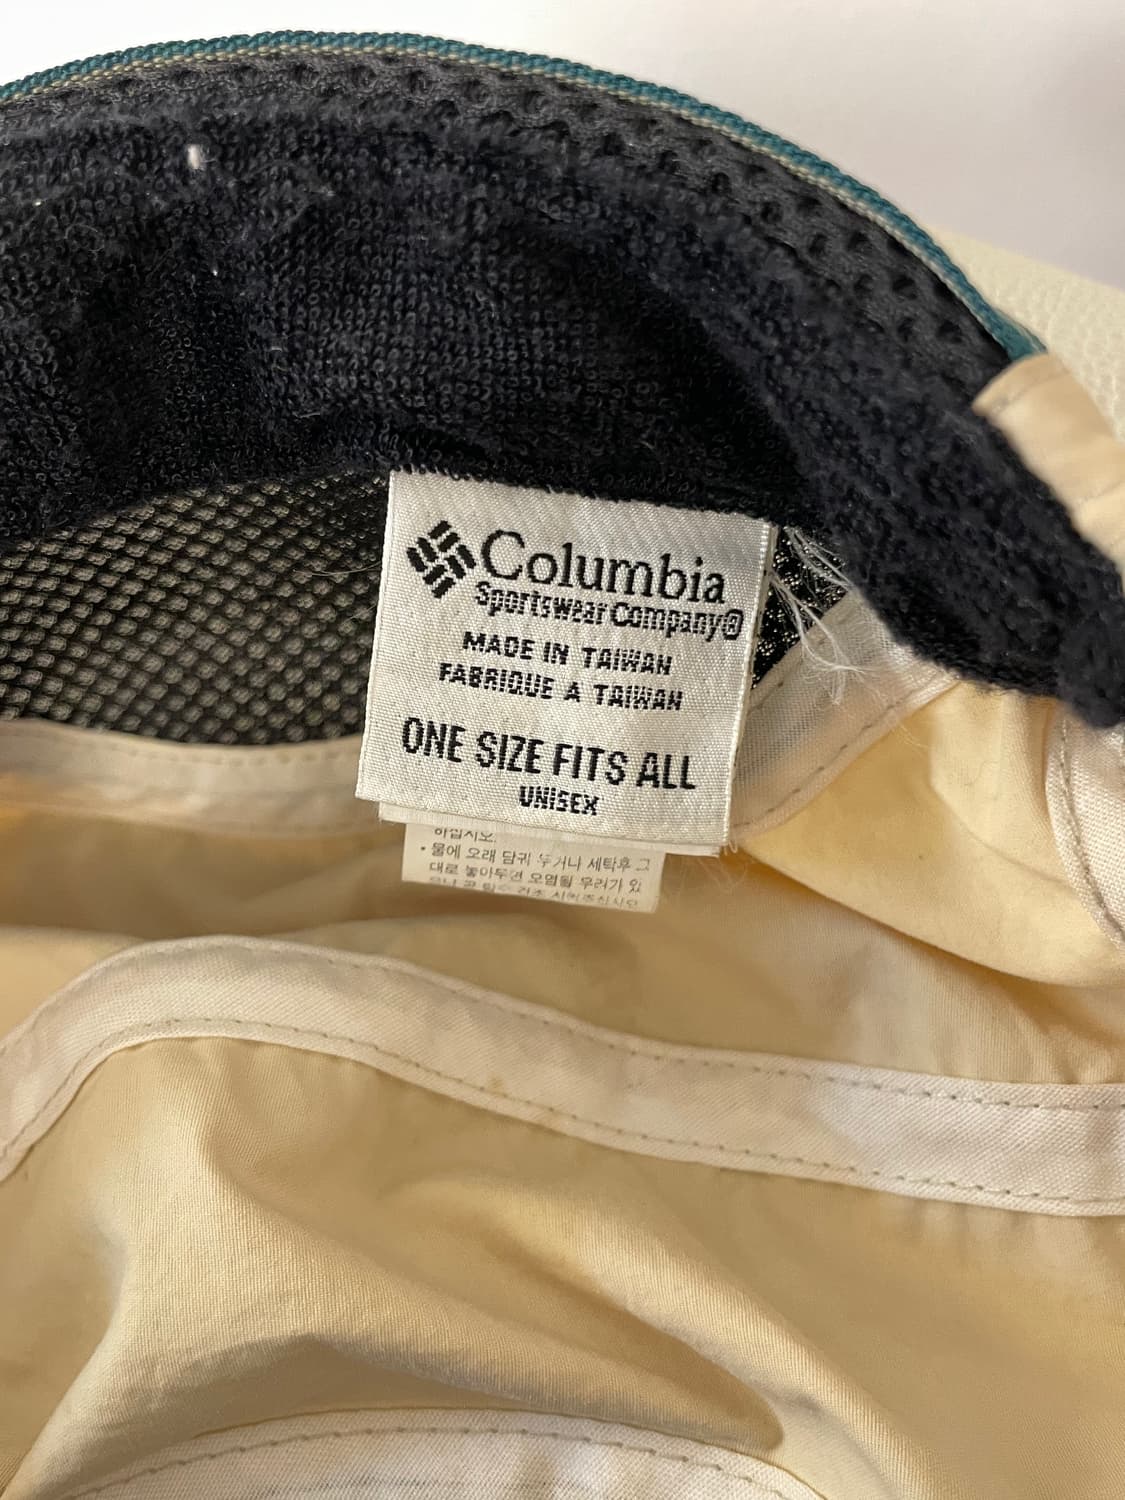 Columbia
Sportswear Company®
MADE IN TAIWAN
FABRIQUE A TAIWAN
ONE SIZE FITS ALL
UNISEX
하십시오.
• 물에 오래 담궈 두거나 세탁후 그
대로 놓아두면 오염될 우려가 있